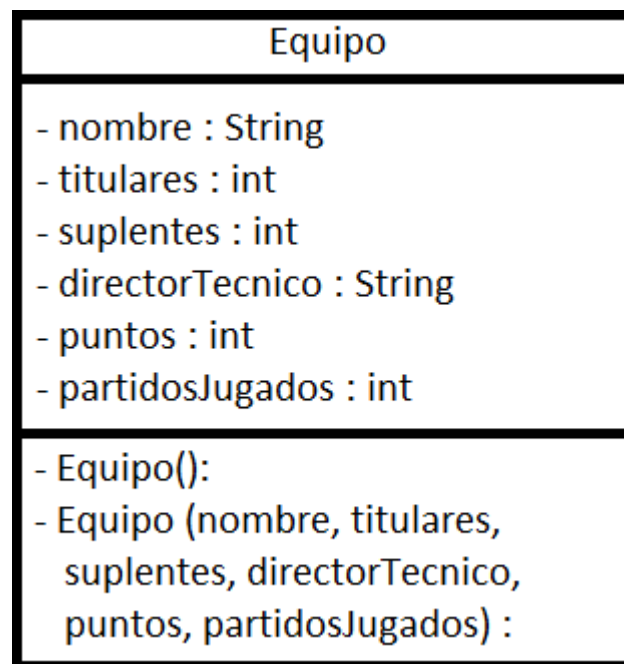 Equipo
- nombre : String
- titulares : int
- suplentes : int
- directorTecnico : String
- puntos : int
- partidosJugados : int
- Equipo():
- Equipo (nombre, titulares,
suplentes, directorTecnico,
puntos, partidosJugados) :